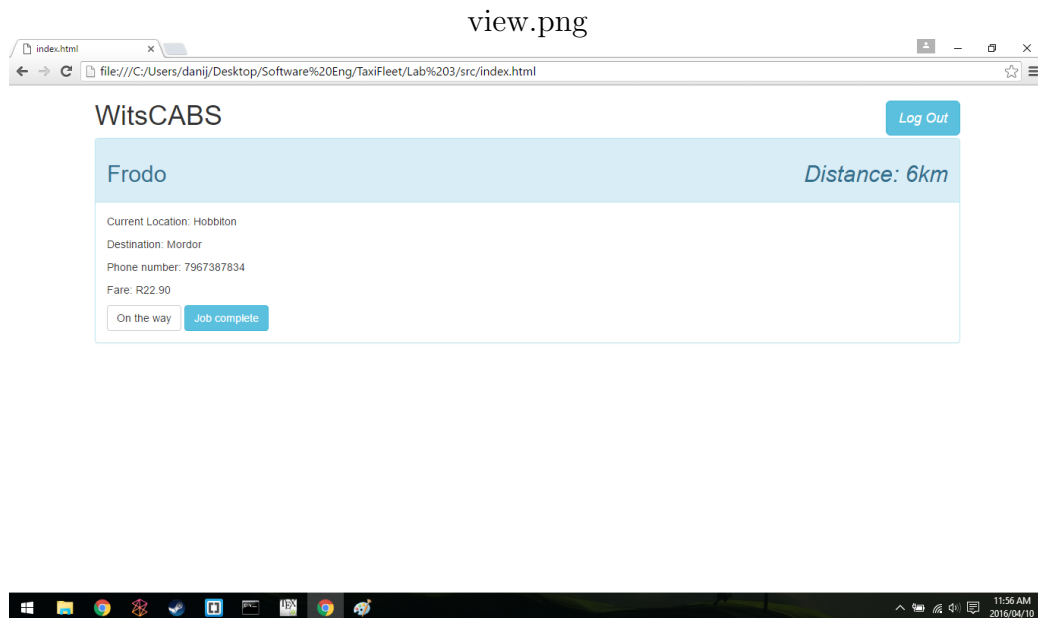 view.png
index.html
file:///C:/Users/danij/Desktop/Software%20Eng/TaxiFleet/Lab%203/src/index.html
WitsCABS
Log Out
Frodo
Distance: 6km
Current Location: Hobbiton
Destination: Mordor
Phone number: 7967387834
Fare: R22.90
On the way
Job complete
11:56 AM
2016/04/10